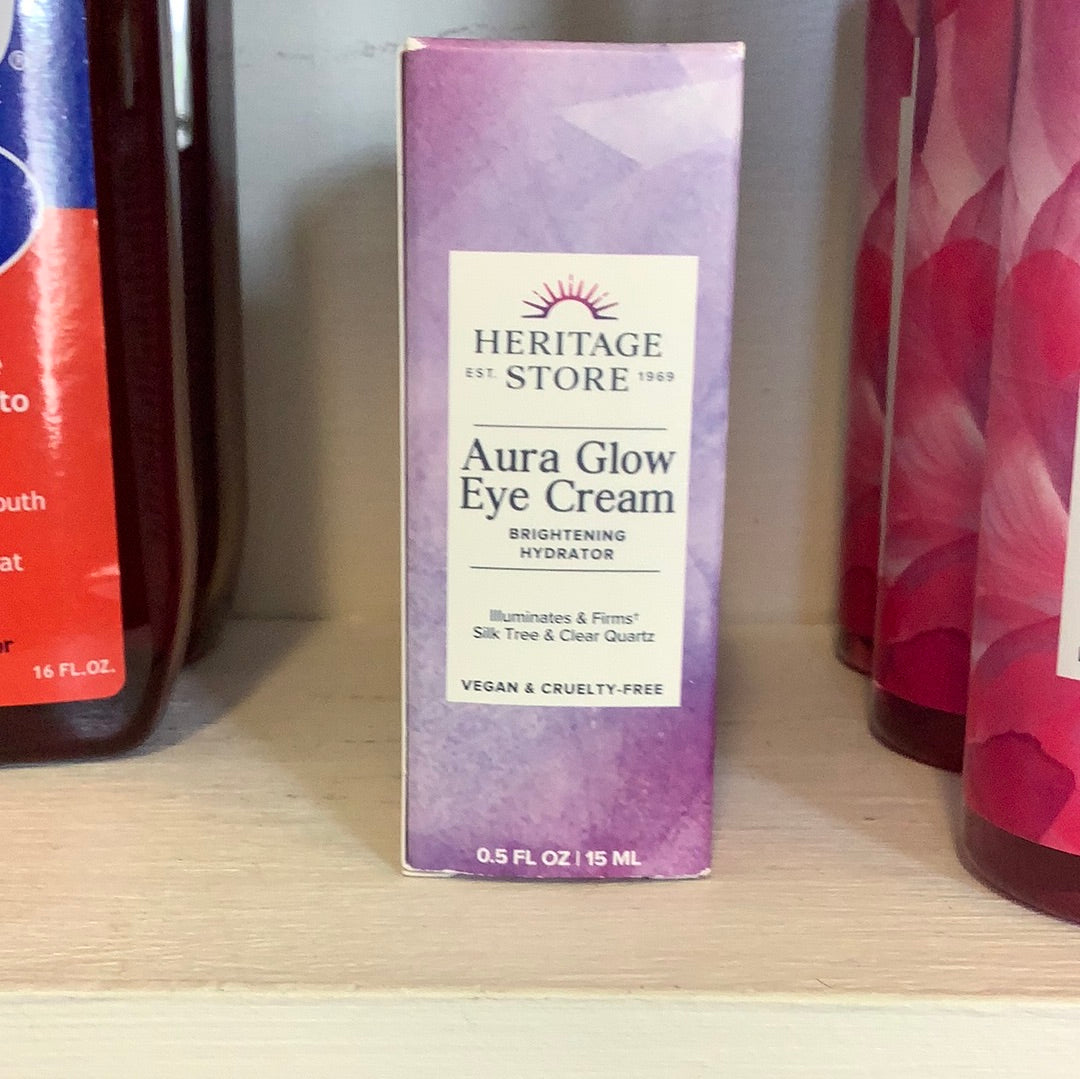 HERITAGE
EST. STORE 1969
Aura Glow
Eye Cream
BRIGHTENING
HYDRATOR
Illuminates & Firms†
Silk Tree & Clear Quartz
VEGAN & CRUELTY-FREE
0.5 FL OZ | 15 ML
®
to
outh
at
16 FL.OZ.